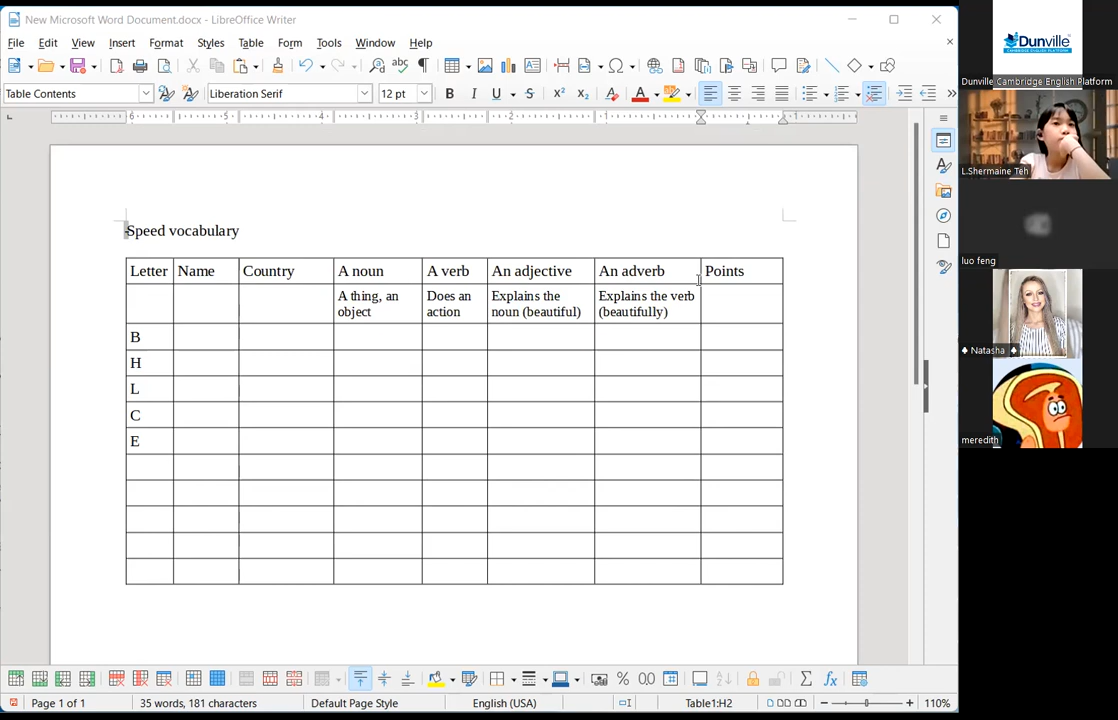 New Microsoft Word Document.docx - LibreOffice Writer
File Edit View Insert Format Styles Table Form Tools Window Help
Table Contents Liberation Serif 12 pt
Speed vocabulary
Letter Name Country A noun A verb An adjective An adverb Points
A thing, an object Does an action Explains the noun (beautiful) Explains the verb (beautifully)
B
H
L
C
E
Page 1 of 1 35 words, 181 characters Default Page Style English (USA) Table1:H2 110%
Dunville
CAMBRIDGE ENGLISH PLATFORM
Dunville Cambridge English Platform
L.Shermaine Teh
luo feng
Natasha
meredith